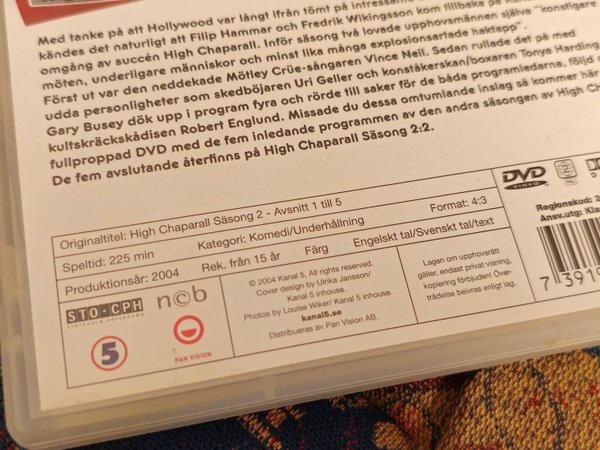 Med tanke på att Hollywood var långt ifrån tömt på intressanta
kändes det naturligt att Filip Hammar och Fredrik Wikingsson kom tillbaka på
omgång av succén High Chaparall. Inför säsong två lovade upphovsmännen själva "konstigare
möten, underligare människor och minst lika många explosionsartade haktapp".
Först ut var den neddekade Mötley Crüe-sångaren Vince Neil. Sedan rullade det på med
udda personligheter som skedböjaren Uri Geller och konståkerskan/boxaren Tonya Harding.
Gary Busey dök upp i program fyra och rörde till saker för de båda programledarna, följd
kultskräckskådisen Robert Englund. Missade du dessa omtumlande inslag så kommer här
fullproppad DVD med de fem inledande programmen av den andra säsongen av High
De fem avslutande återfinns på High Chaparall Säsong 2:2.
Originaltitel: High Chaparall Säsong 2 - Avsnitt 1 till 5
Speltid: 225 min Kategori: Komedi/Underhållning Format: 4:3
Produktionsår: 2004 Rek. från 15 år Färg Engelskt tal/Svenskt tal/text
STO-CPH
STOCKHOLM KÖPENHAMN
ncb
5
PAN VISION
© 2004 Kanal 5, All rights reserved.
Cover design by Ulrika Jansson/
Kanal 5 inhouse.
Photos by Louise Wiker/ Kanal 5 inhouse.
kanal5.se
Distribueras av Pan Vision AB.
Lagen om upphovsrätt
gäller, endast privat visning,
kopiering förbjuden! Över-
trädelse beivras enligt lag.
DVD
VIDEO
2
PAL
D
Regionskod: 2
Ansv.utg:
7 3919